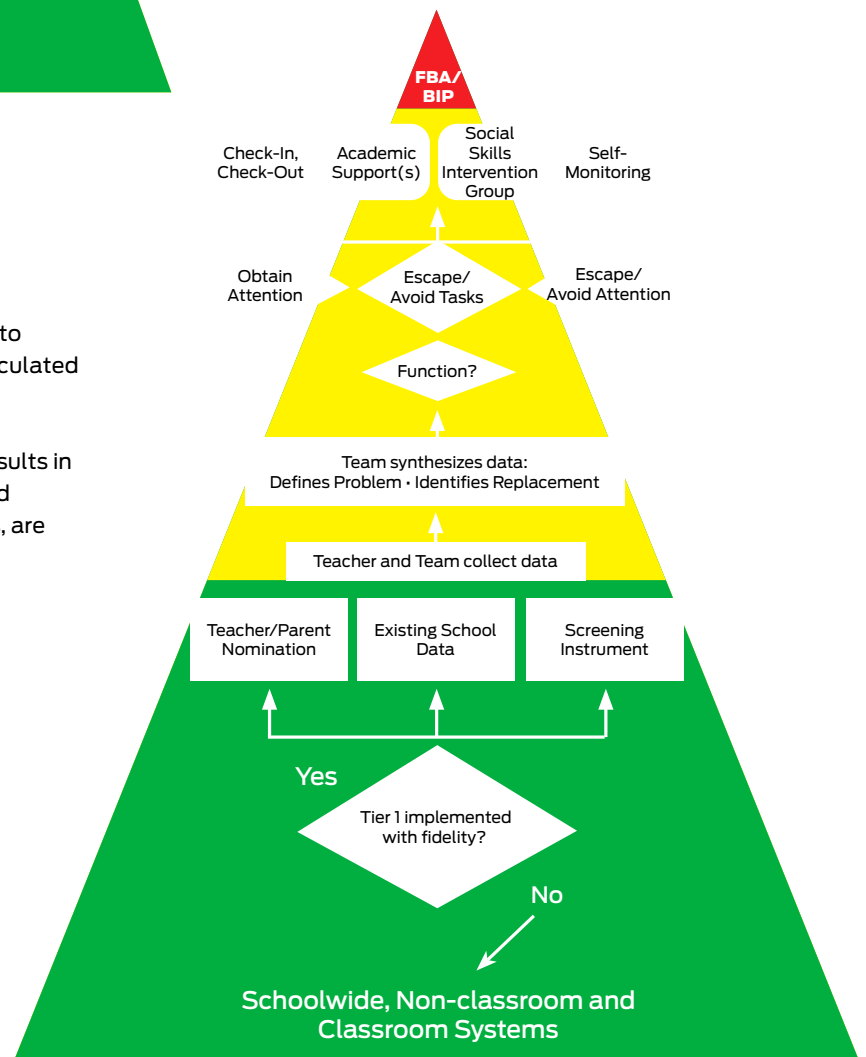 to
culated
sults in
d
, are
FBA/
BIP
Check-In,
Check-Out
Academic
Support(s)
Social
Skills
Intervention
Group
Self-
Monitoring
Obtain
Attention
Escape/
Avoid Tasks
Escape/
Avoid Attention
Function?
Team synthesizes data:
Defines Problem • Identifies Replacement
Teacher and Team collect data
Teacher/Parent
Nomination
Existing School
Data
Screening
Instrument
Yes
Tier 1 implemented
with fidelity?
No
Schoolwide, Non-classroom and
Classroom Systems